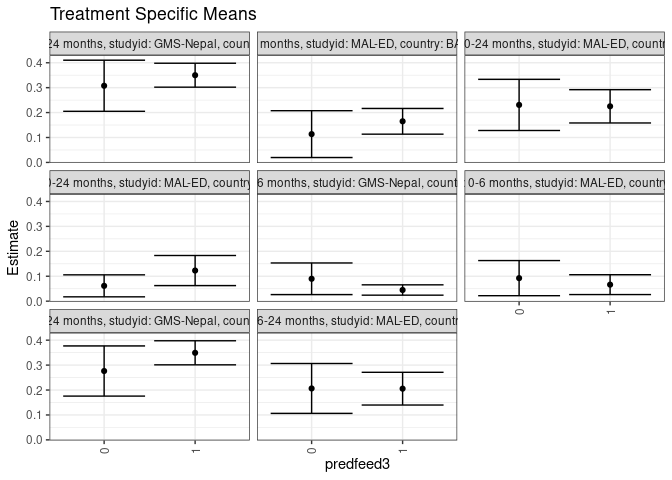 Treatment Specific Means
24 months, studyid: GMS-Nepal, coun
months, studyid: MAL-ED, country: BA
0-24 months, studyid: MAL-ED, country
0.4
0.3
0.2
0.1
0.0
0-24 months, studyid: MAL-ED, country
6 months, studyid: GMS-Nepal, count
0-6 months, studyid: MAL-ED, country
0.4
0.3
0.2
0.1
0.0
24 months, studyid: GMS-Nepal, coun
6-24 months, studyid: MAL-ED, countr
0.4
0.3
0.2
0.1
0.0
Estimate
0
1
0
1
0
1
predfeed3